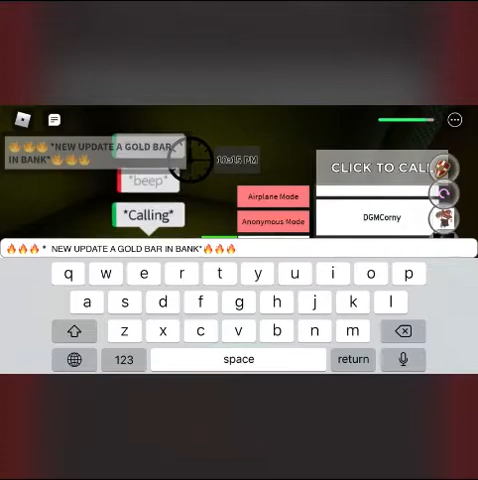 🔥🔥🔥*NEW UPDATE A GOLD BAR
IN BANK*🔥🔥🔥
10:15 PM
*beep*
*Calling*
Airplane Mode
Anonymous Mode
CLICK TO CALL
DGMCorny
🔥🔥🔥* NEW UPDATE A GOLD BAR IN BANK*🔥🔥🔥
q w e r t y u i o p
a s d f g h j k l
z x c v b n m
123 space return